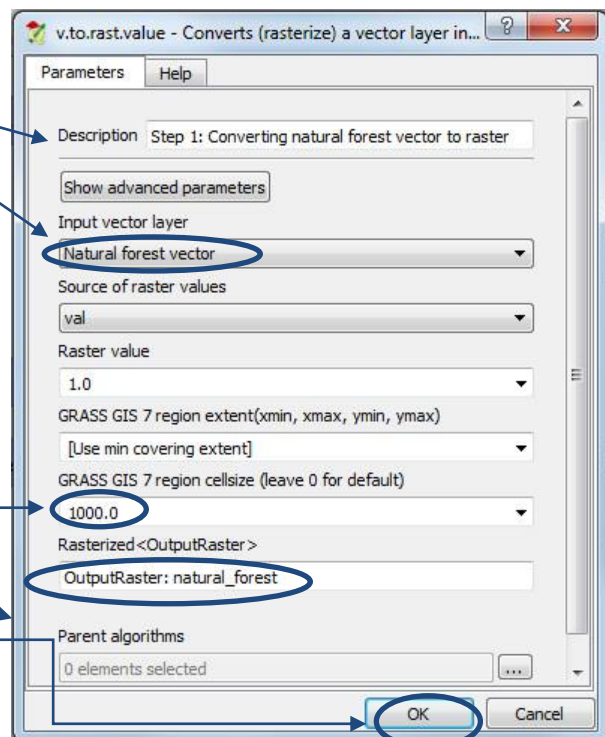 v.to.rast.value - Converts (rasterize) a vector layer in...
Parameters Help
Description Step 1: Converting natural forest vector to raster
Show advanced parameters
Input vector layer
Natural forest vector
Source of raster values
val
Raster value
1.0
GRASS GIS 7 region extent(xmin, xmax, ymin, ymax)
[Use min covering extent]
GRASS GIS 7 region cellsize (leave 0 for default)
1000.0
Rasterized<OutputRaster>
OutputRaster: natural_forest
Parent algorithms
0 elements selected ...
OK Cancel